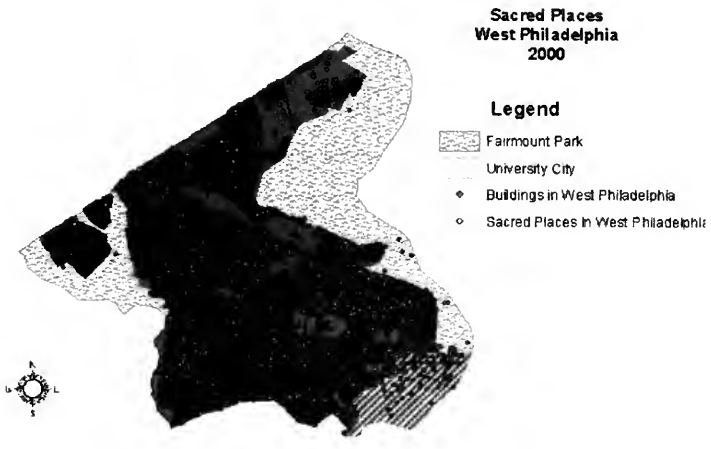 Sacred Places
West Philadelphia
2000
Legend
Fairmount Park
University City
Buildings in West Philadelphia
Sacred Places in West Philadelphia
S